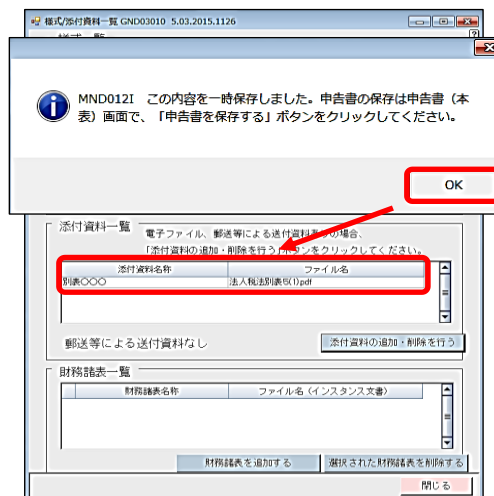 様式/添付資料一覧 GND03010 5.03.2015.1126
MND012I この内容を一時保存しました。申告書の保存は申告書（本
表）画面で、「申告書を保存する」ボタンをクリックしてください。
OK
添付資料一覧
電子ファイル、郵送等による送付資料ありの場合、
「添付資料の追加・削除を行う」ボタンをクリックしてください。
添付資料名称 ファイル名
別表〇〇〇 法人税法別表5(1)pdf
郵送等による送付資料なし 添付資料の追加・削除を行う
財務諸表一覧
財務諸表名称 ファイル名（インスタンス文書）
財務諸表を追加する 選択された財務諸表を削除する
閉じる